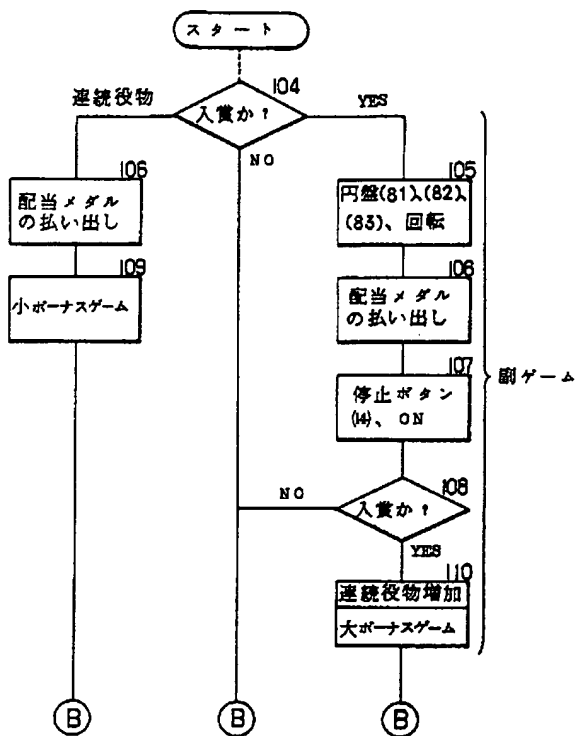 スタート
104
連続役物
入賞か?
YES
NO
106
配当メダル
の払い出し
109
小ボーナスゲーム
105
円盤(81)、(82)、
(83)、回転
106
配当メダル
の払い出し
107
停止ボタン
(14)、ON
副ゲーム
108
NO
入賞か?
YES
110
連続役物増加
大ボーナスゲーム
B
B
B